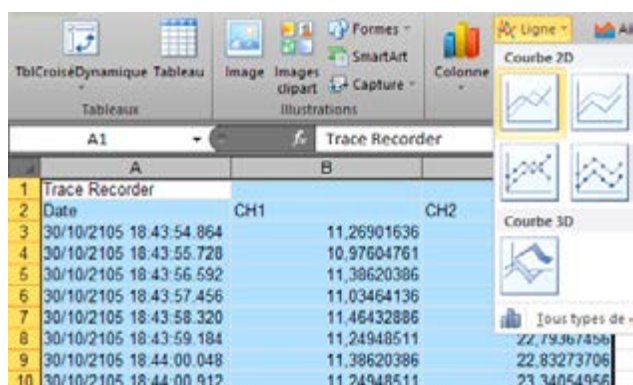 Formes
Ligne
SmartArt
Courbe 2D
TblCroiséDynamique Tableau Image Images clipart Capture Colonne
Tableaux Illustrations
A1 fx Trace Recorder
A B
1 Trace Recorder
2 Date CH1 CH2
3 30/10/2105 18:43:54.864 11,26901636
4 30/10/2105 18:43:55.728 10,97604761
5 30/10/2105 18:43:56.592 11,38620386
6 30/10/2105 18:43:57.456 11,03464136
7 30/10/2105 18:43:58.320 11,46432886
8 30/10/2105 18:43:59.184 11,24948511 22,79367456
9 30/10/2105 18:44:00.048 11,38620386 22,83273706
10 30/10/2105 18:44:00.912 11,24948511 23,34054956
Courbe 3D
Tous types de